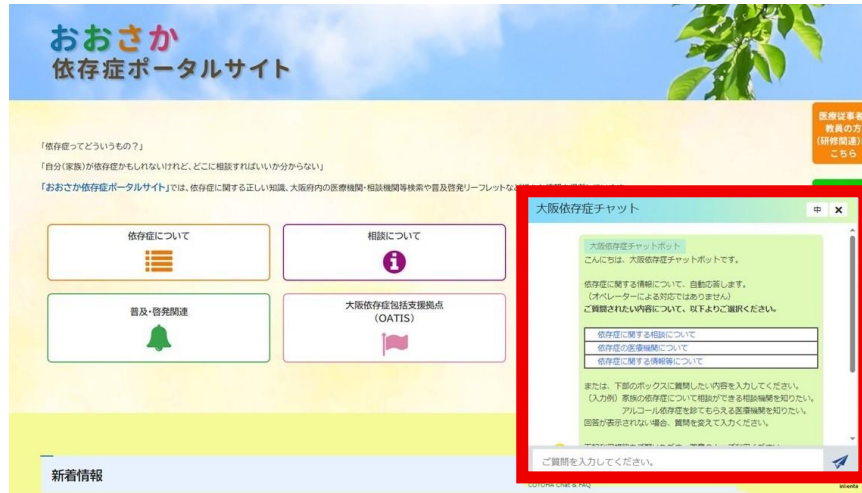 おおさか
依存症ポータルサイト
医療従事者
教員の方
(研修関連)
こちら
「依存症ってどういうもの？」
「自分(家族)が依存症かもしれないけれど、どこに相談すればいいか分からない」
「おおさか依存症ポータルサイト」では、依存症に関する正しい知識、大阪府内の医療機関・相談機関等検索や普及啓発リーフレットなど
依存症について
相談について
普及・啓発関連
大阪依存症包括支援拠点
(OATIS)
新着情報
大阪依存症チャット
中
大阪依存症チャットボット
こんにちは、大阪依存症チャットボットです。
依存症に関する情報について、自動応答します。
（オペレーターによる対応ではありません）
ご質問されたい内容について、以下よりご選択ください。
依存症に関する相談について
依存症の医療機関について
依存症に関する情報等について
または、下部のボックスに質問したい内容を入力してください。
（入力例）家族の依存症について相談ができる相談機関を知りたい。
アルコール依存症を診てもらえる医療機関を知りたい。
回答が表示されない場合、質問を変えて入力ください。
ご質問を入力してください。
COTOHA Chat & FAQ